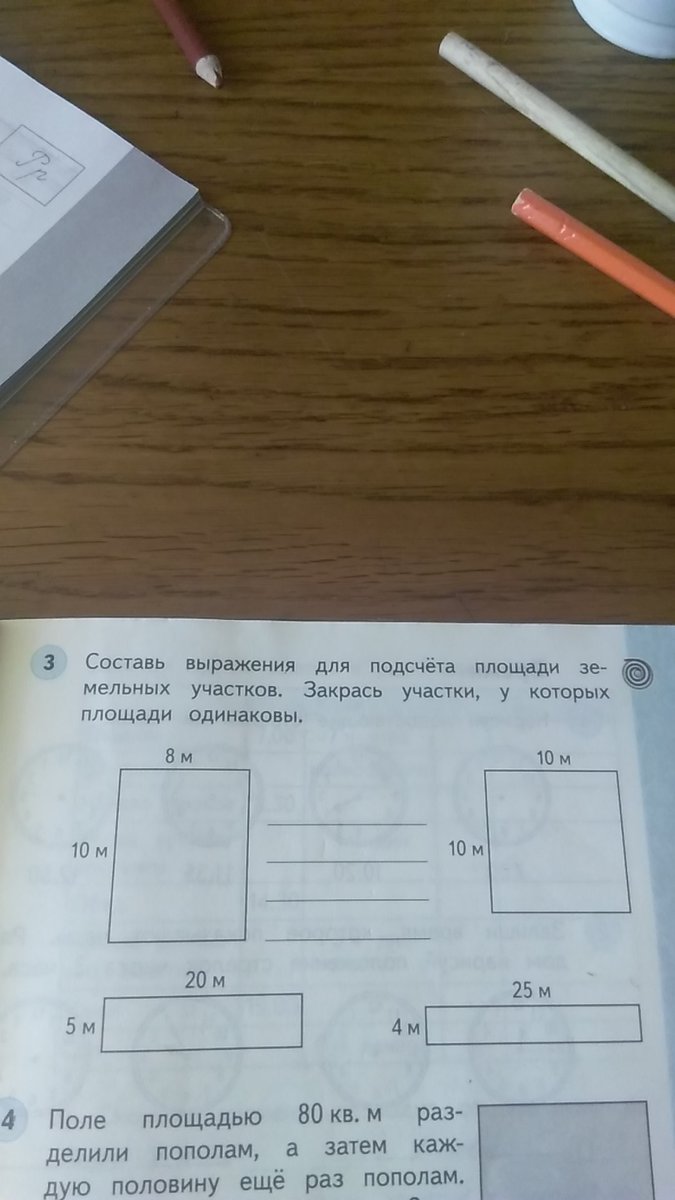 Рр
3 Составь выражения для подсчёта площади зе-
мельных участков. Закрась участки, у которых
площади одинаковы.
8 м
10 м
10 м
10 м
20 м
5 м
25 м
4 м
4 Поле площадью 80 кв. м раз-
делили пополам, а затем каж-
дую половину ещё раз пополам.